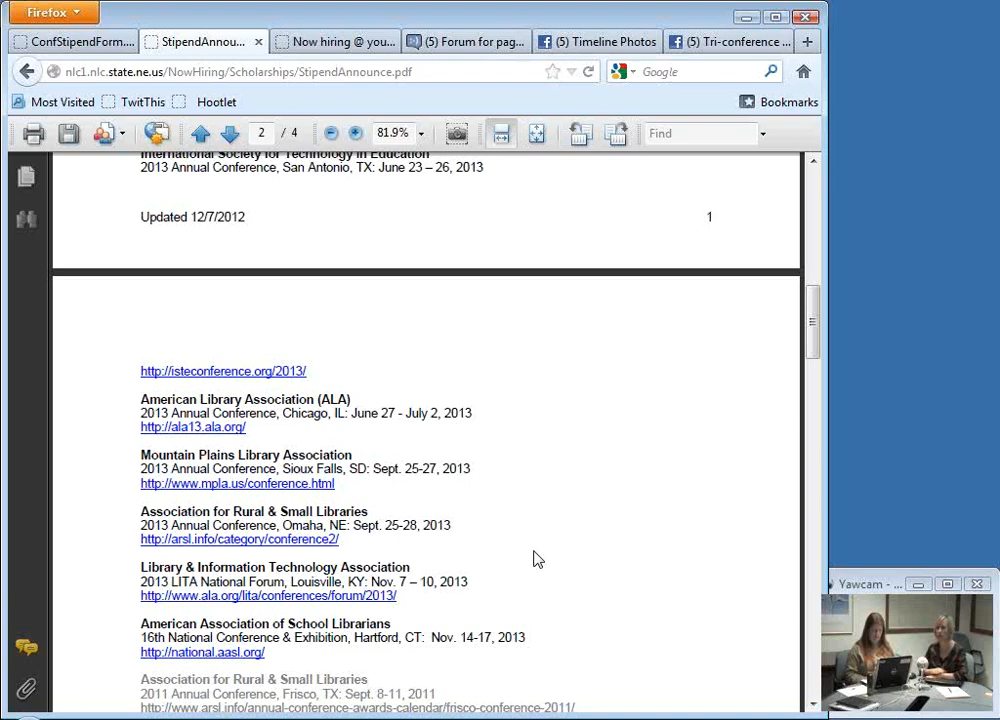 Firefox
ConfStipendForm....
StipendAnnou...
Now hiring @ you...
(5) Forum for pag...
(5) Timeline Photos
(5) Tri-conference ...
nlc1.nlc.state.ne.us/NowHiring/Scholarships/StipendAnnounce.pdf
Google
Most Visited
TwitThis
Hootlet
Bookmarks
2 / 4
81.9%
Find
International Society for Technology in Education
2013 Annual Conference, San Antonio, TX: June 23 – 26, 2013
Updated 12/7/2012
1
http://isteconference.org/2013/
American Library Association (ALA)
2013 Annual Conference, Chicago, IL: June 27 - July 2, 2013
http://ala13.ala.org/
Mountain Plains Library Association
2013 Annual Conference, Sioux Falls, SD: Sept. 25-27, 2013
http://www.mpla.us/conference.html
Association for Rural & Small Libraries
2013 Annual Conference, Omaha, NE: Sept. 25-28, 2013
http://arsl.info/category/conference2/
Library & Information Technology Association
2013 LITA National Forum, Louisville, KY: Nov. 7 – 10, 2013
http://www.ala.org/lita/conferences/forum/2013/
American Association of School Librarians
16th National Conference & Exhibition, Hartford, CT: Nov. 14-17, 2013
http://national.aasl.org/
Association for Rural & Small Libraries
2011 Annual Conference, Frisco, TX: Sept. 8-11, 2011
http://www.arsl.info/annual-conference-awards-calendar/frisco-conference-2011/
Yawcam - ...